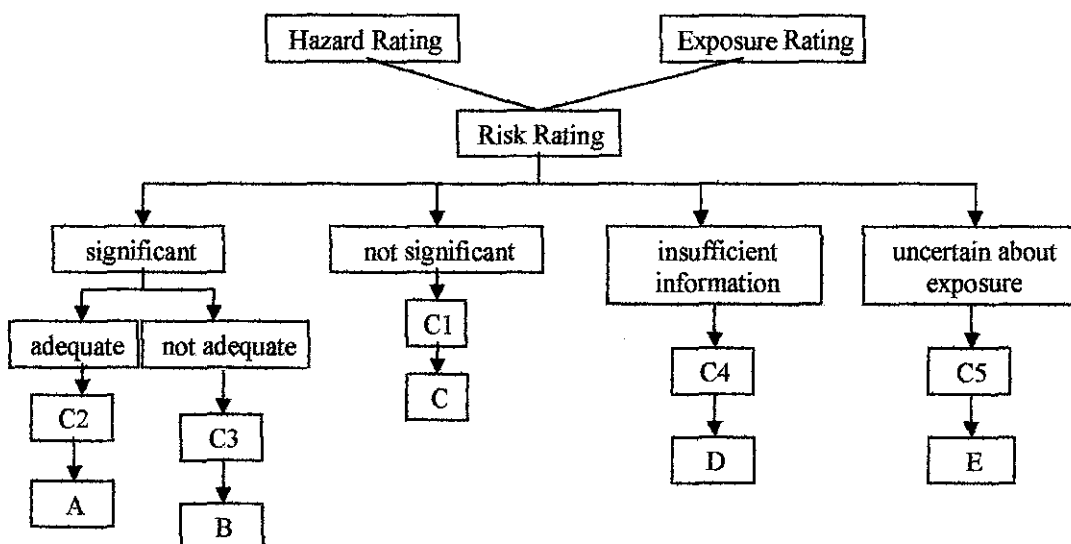 Hazard Rating
Exposure Rating
Risk Rating
significant
not significant
insufficient
information
uncertain about
exposure
adequate
not adequate
C1
C2
C3
C4
C5
C
A
B
D
E